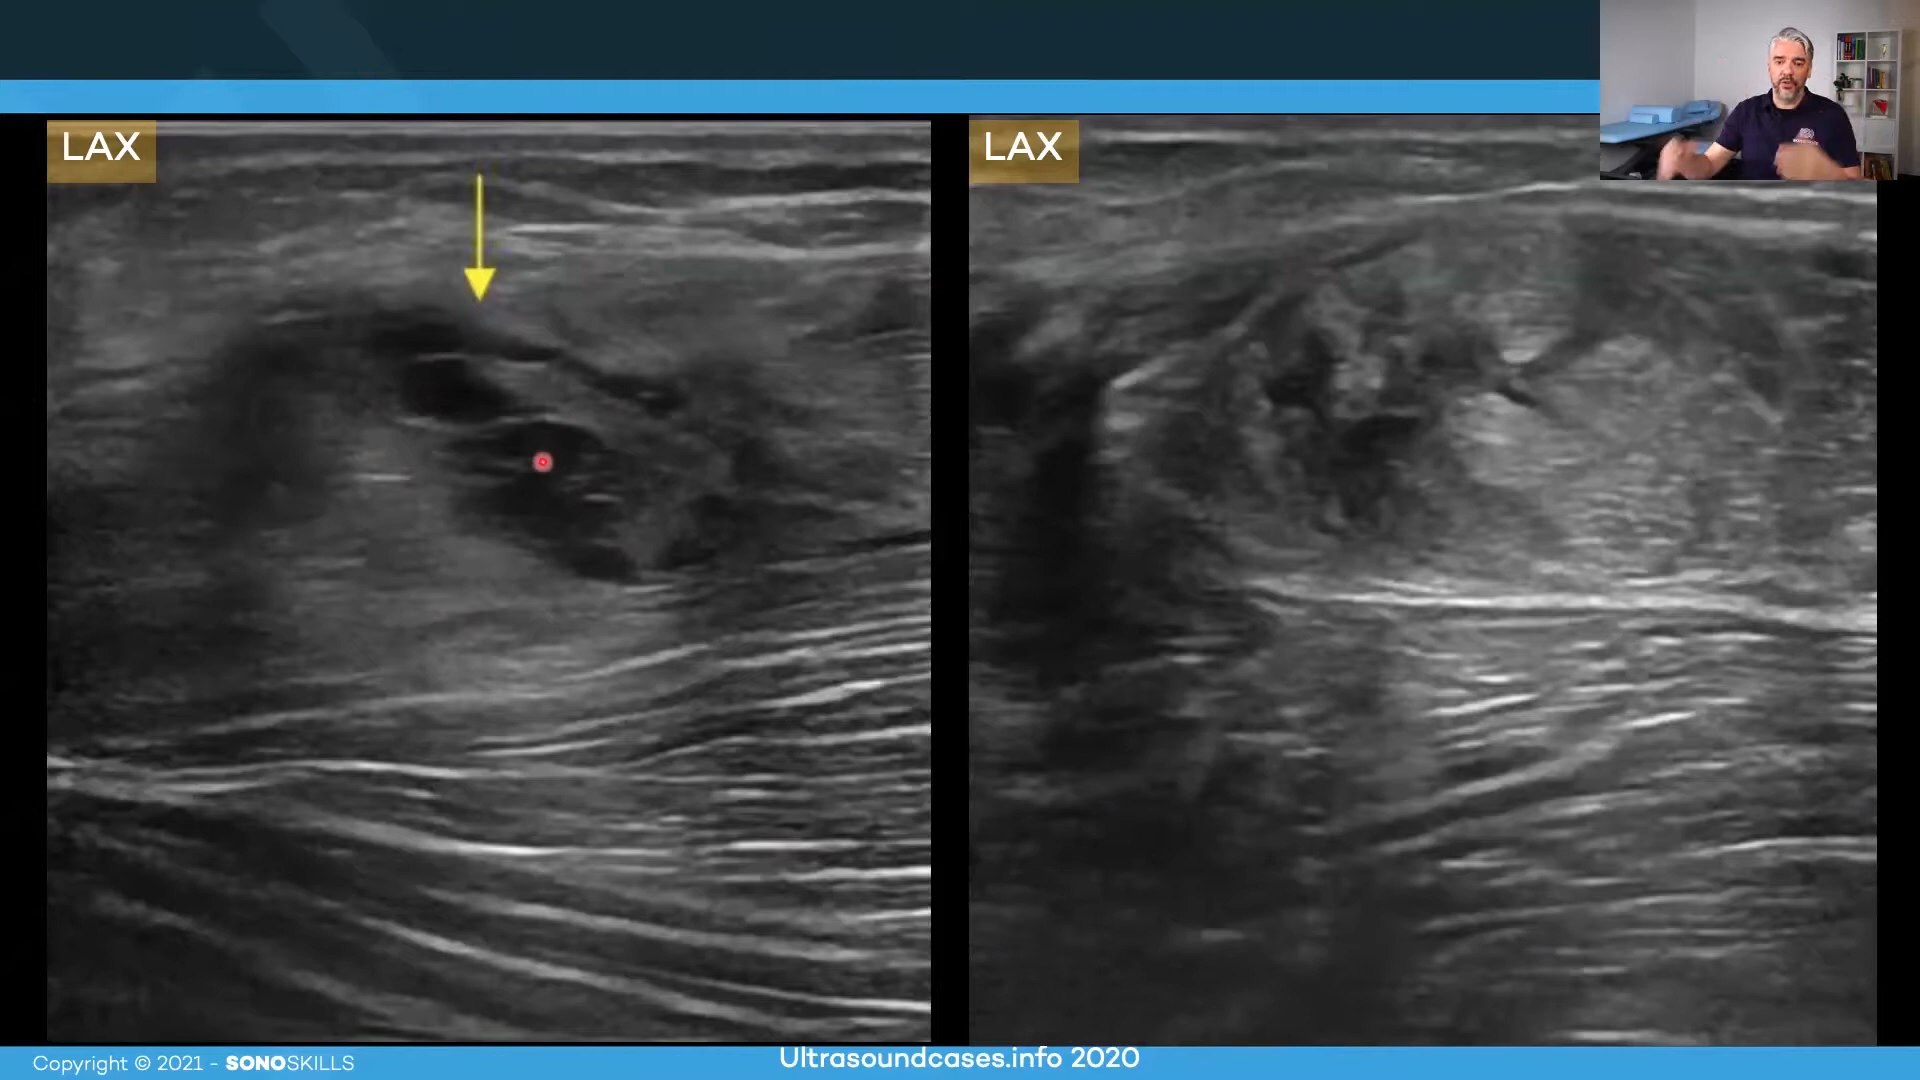 LAX
LAX
Copyright © 2021 - SONOSKILLS
Ultrasoundcases.info 2020